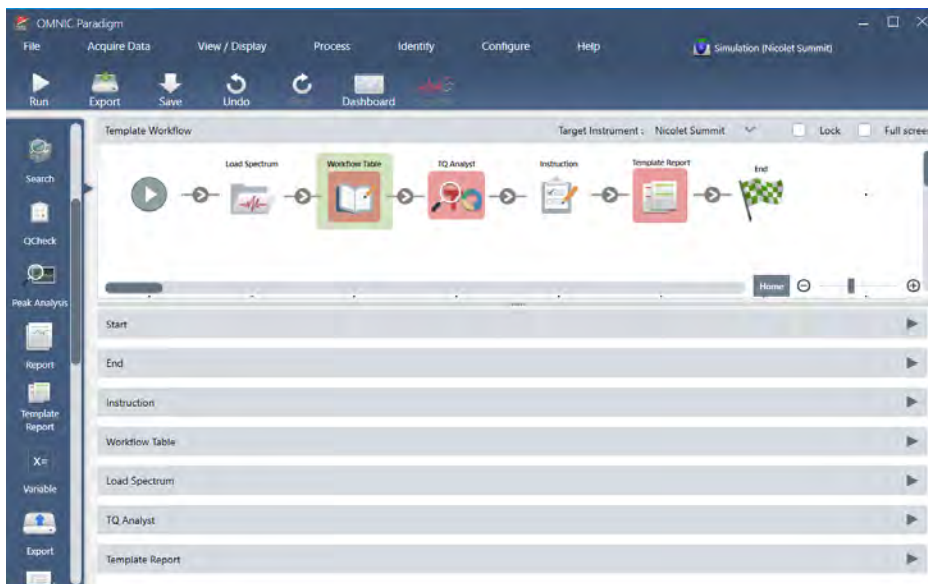 OMNIC Paradigm
File Acquire Data View / Display Process Identify Configure Help Simulation (Nicolet Summit)
Run Export Save Undo Dashboard
Template Workflow Target Instrument : Nicolet Summit Lock Full scree
Load Spectrum Workflow Table TQ Analyst Instruction Template Report End
Home
Search
QCheck
Peak Analysis
Report
Template
Report
X=
Variable
Export
Start
End
Instruction
Workflow Table
Load Spectrum
TQ Analyst
Template Report